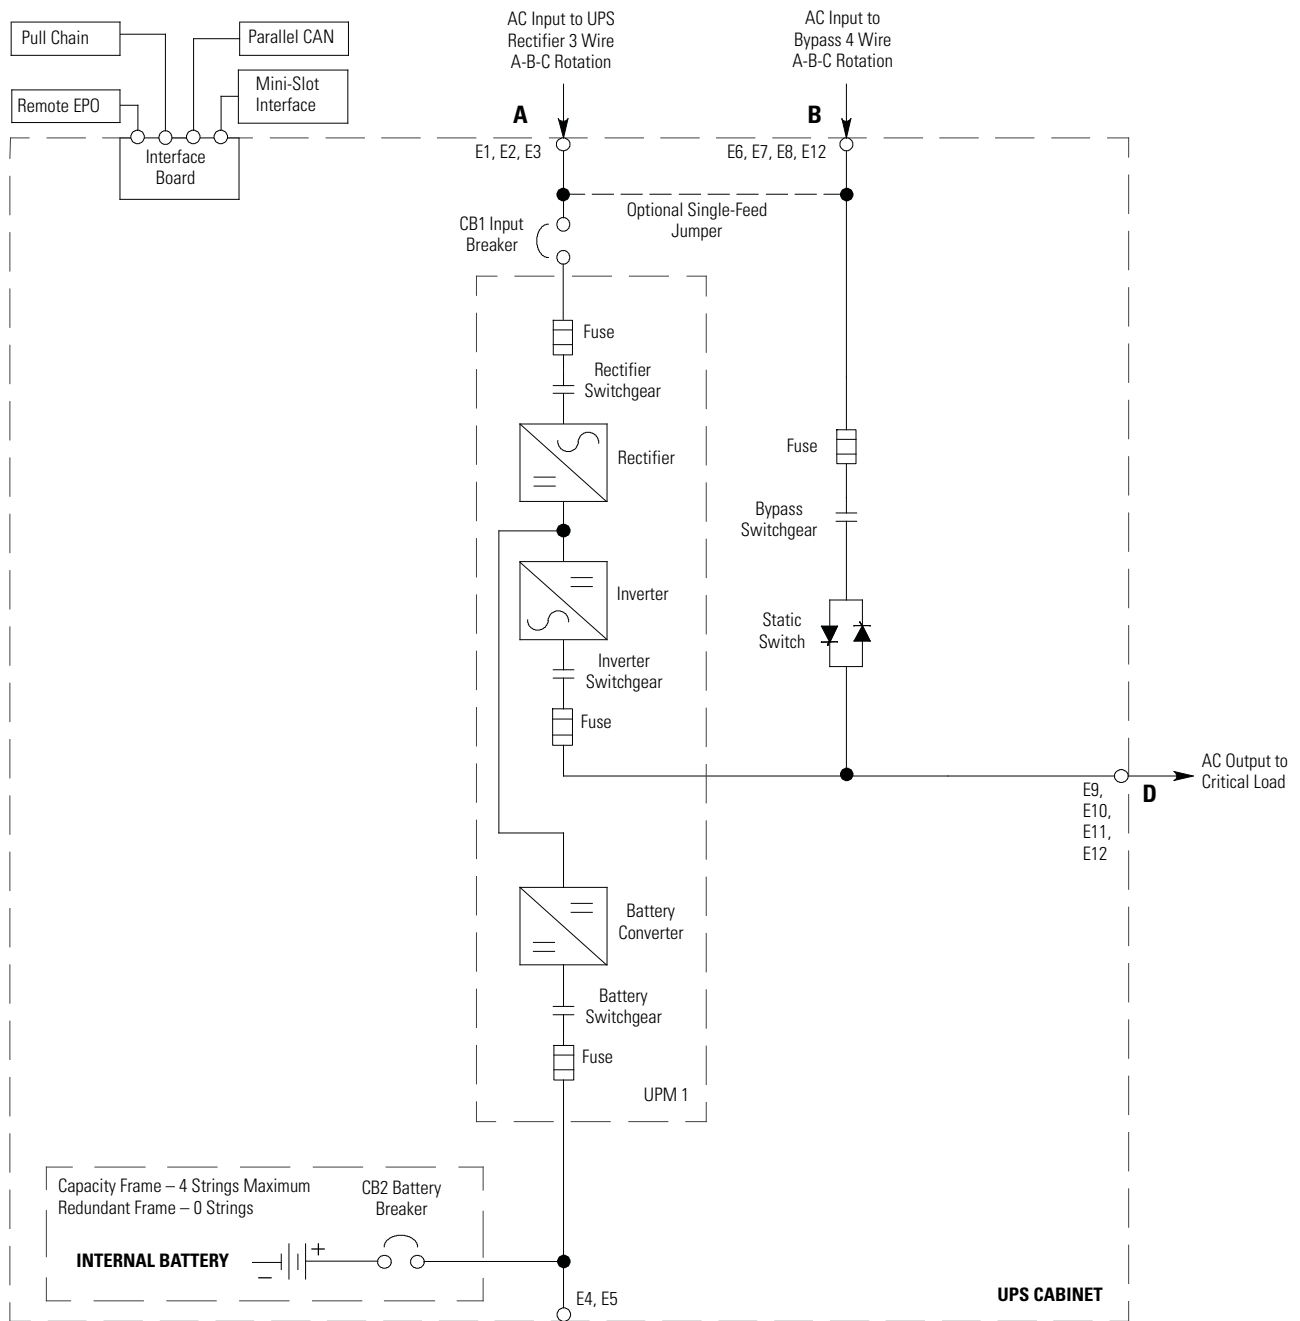 Pull Chain
Parallel CAN
Remote EPO
Mini-Slot
Interface
Interface
Board
AC Input to UPS
Rectifier 3 Wire
A-B-C Rotation
AC Input to
Bypass 4 Wire
A-B-C Rotation
A
B
E1, E2, E3
E6, E7, E8, E12
Optional Single-Feed
Jumper
CB1 Input
Breaker
Fuse
Rectifier
Switchgear
Rectifier
Fuse
Bypass
Switchgear
Inverter
Static
Switch
Inverter
Switchgear
Fuse
AC Output to
Critical Load
D
E9,
E10,
E11,
E12
Battery
Converter
Battery
Switchgear
Fuse
UPM 1
Capacity Frame – 4 Strings Maximum
Redundant Frame – 0 Strings
CB2 Battery
Breaker
INTERNAL BATTERY
– +
E4, E5
UPS CABINET